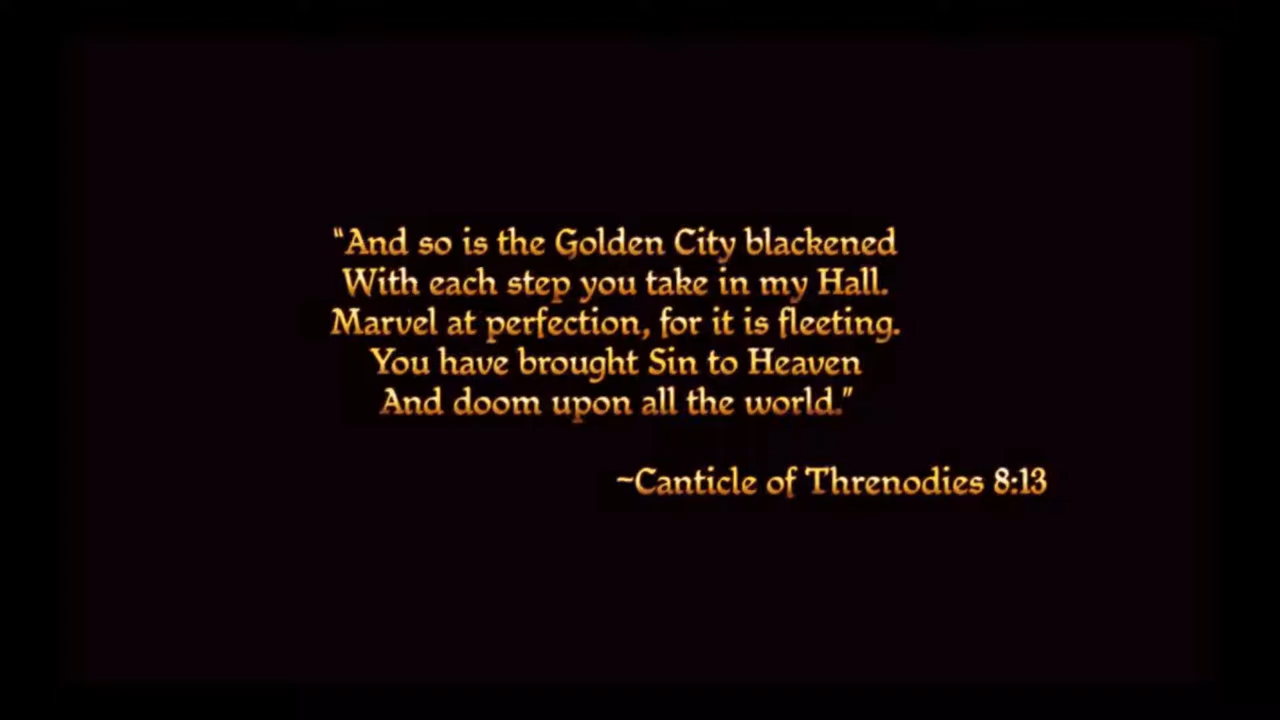 "And so is the Golden City blackened
With each step you take in my Hall.
Marvel at perfection, for it is fleeting.
You have brought Sin to Heaven
And doom upon all the world."
~Canticle of Threnodies 8:13